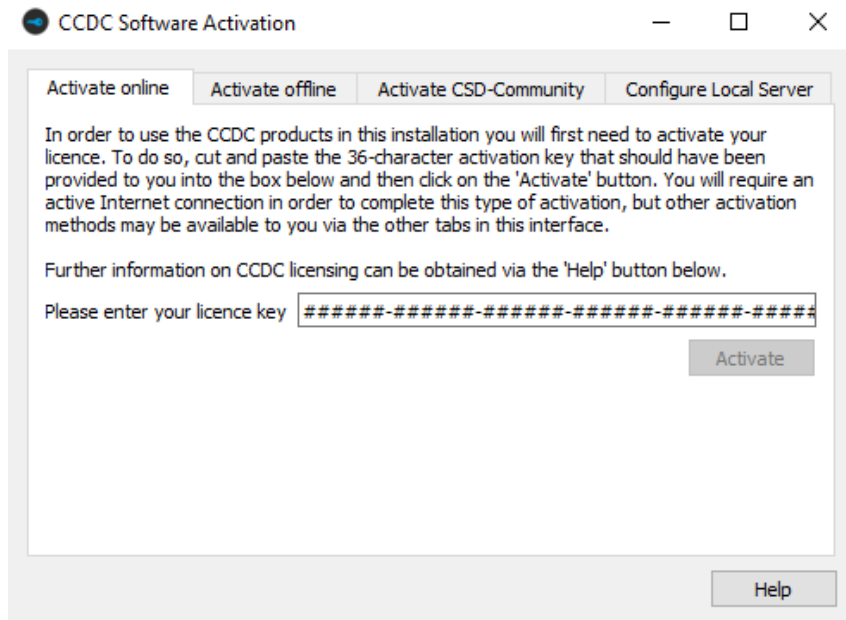 CCDC Software Activation
Activate online
Activate offline
Activate CSD-Community
Configure Local Server
In order to use the CCDC products in this installation you will first need to activate your
licence. To do so, cut and paste the 36-character activation key that should have been
provided to you into the box below and then click on the 'Activate' button. You will require an
active Internet connection in order to complete this type of activation, but other activation
methods may be available to you via the other tabs in this interface.
Further information on CCDC licensing can be obtained via the 'Help' button below.
Please enter your licence key ######-######-######-######-######-#####
Activate
Help